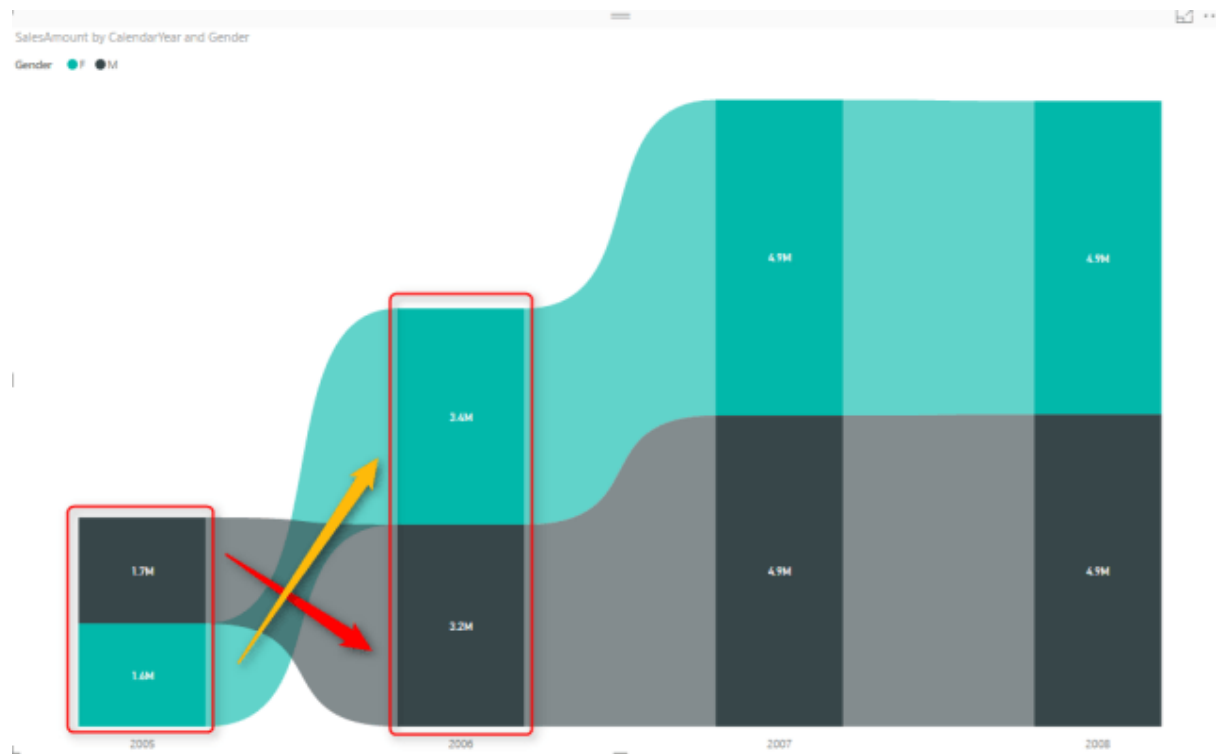 SalesAmount by CalendarYear and Gender
Gender F M
4.9M
4.9M
3.4M
1.7M
4.9M
4.9M
3.2M
1.6M
2005
2006
2007
2008